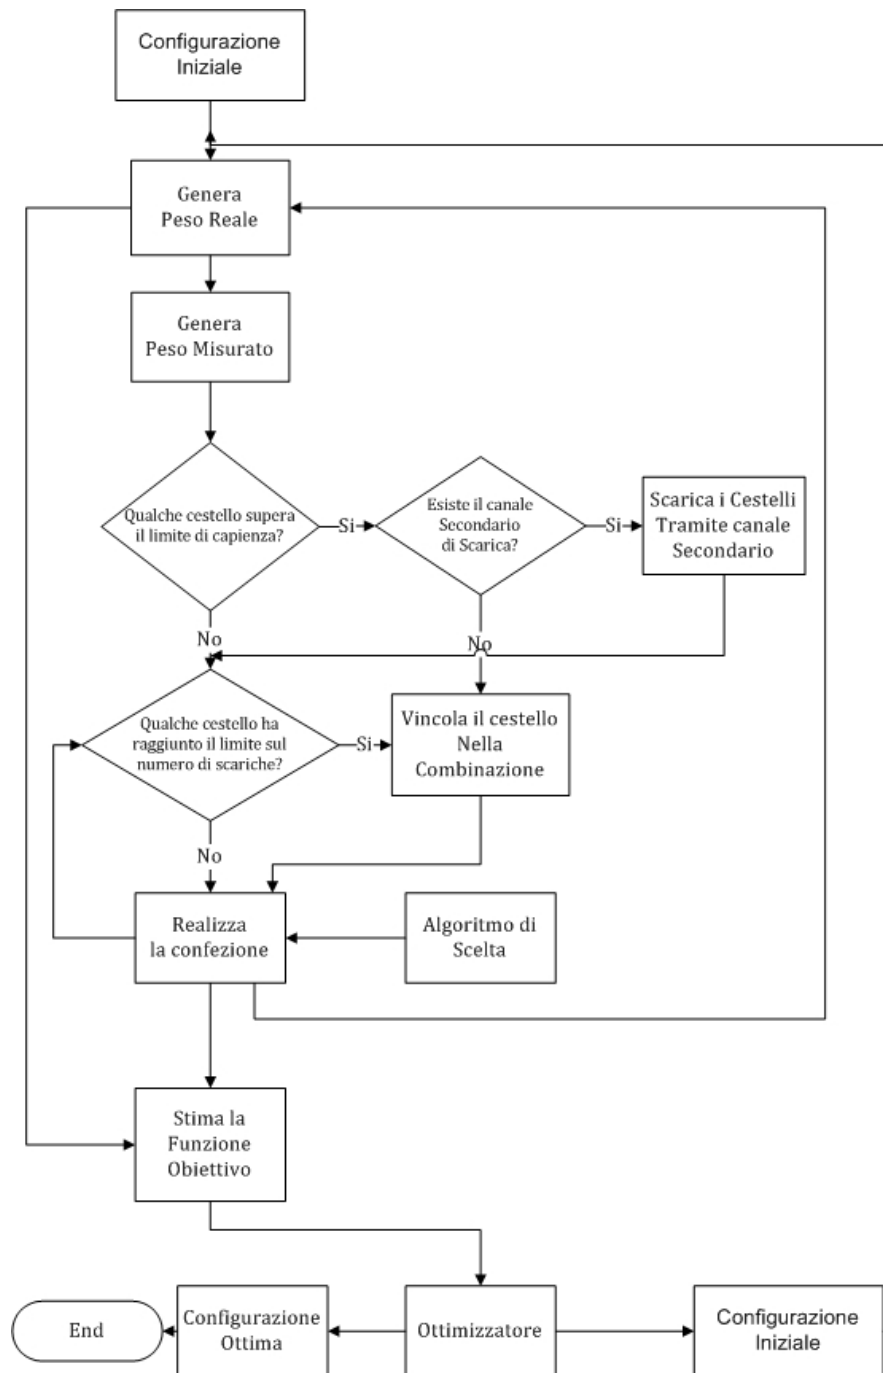 Configurazione
Iniziale
Genera
Peso Reale
Genera
Peso Misurato
Qualche cestello supera
il limite di capienza?
Si
Esiste il canale
Secondario
di Scarica?
Si
Scarica i Cestelli
Tramite canale
Secondario
No
No
Qualche cestello ha
raggiunto il limite sul
numero di scariche?
Si
Vincola il cestello
Nella
Combinazione
No
Realizza
la confezione
Algoritmo di
Scelta
Stima la
Funzione
Obiettivo
End
Configurazione
Ottima
Ottimizzatore
Configurazione
Iniziale